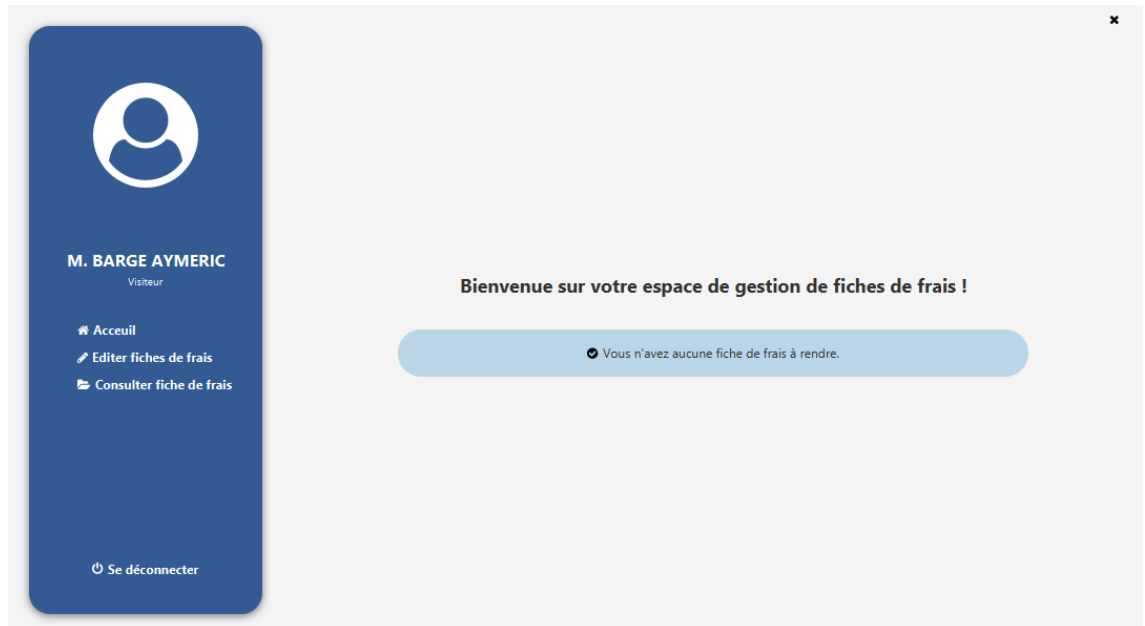 M. BARGE AYMERIC
Visiteur
Acceuil
Editer fiches de frais
Consulter fiche de frais
Se déconnecter
Bienvenue sur votre espace de gestion de fiches de frais !
Vous n'avez aucune fiche de frais à rendre.